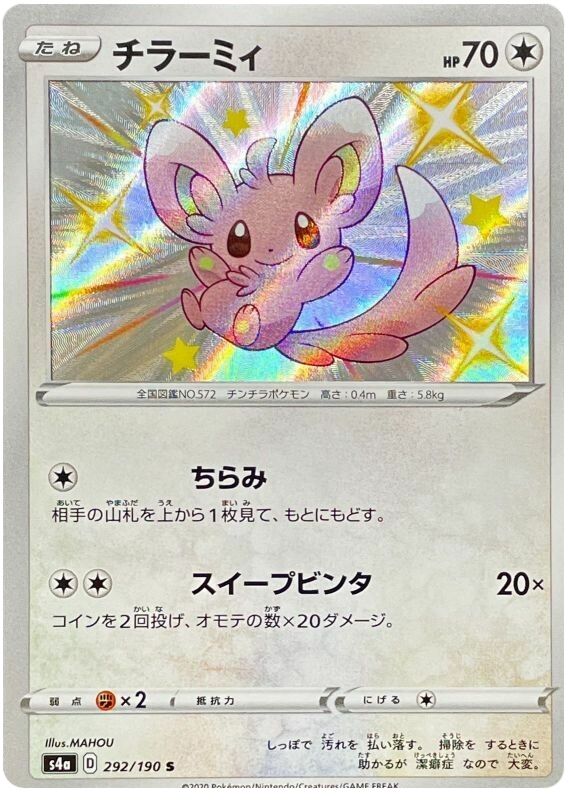 たね チラーミィ HP70
全国図鑑NO.572 チンチラポケモン 高さ:0.4m 重さ:5.8kg
ちらみ
相手の山札を上から1枚見て、もとにもどす。
スイープビンタ 20×
コインを2回投げ、オモテの数×20ダメージ。
弱点 ×2 抵抗力 にげる
Illus.MAHOU
しっぽで 汚れを 払い落す。 掃除を するときに
助かるが 潔癖症 なので 大変。
s4a D 292/190 S
©2020 Pokémon/Nintendo/Creatures/GAME FREAK